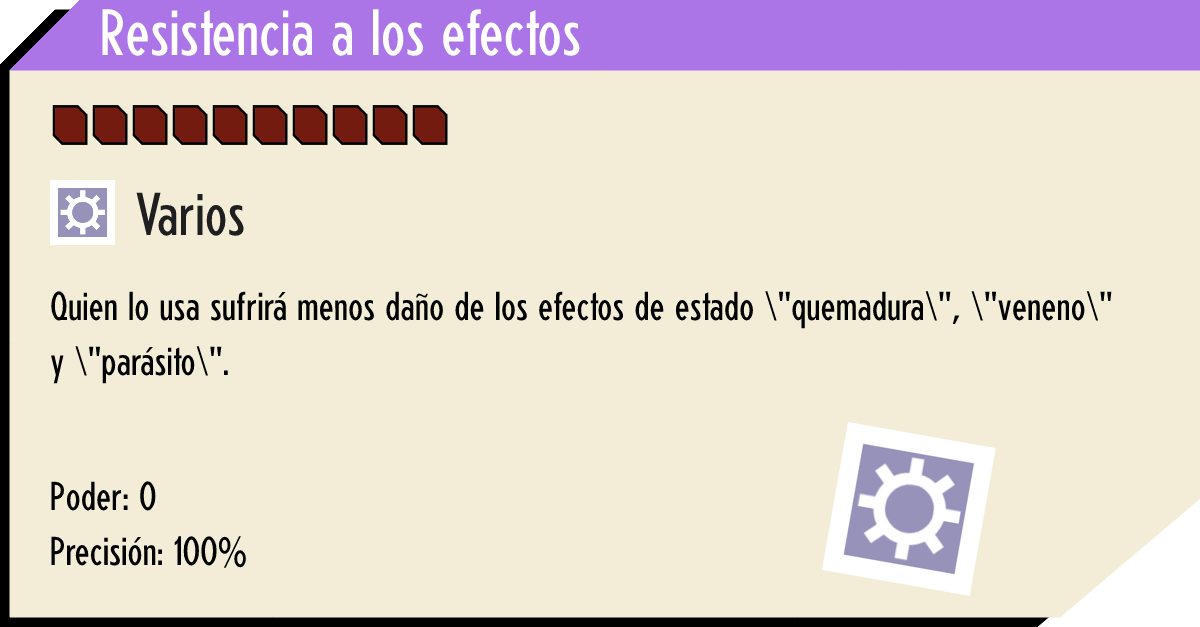 Resistencia a los efectos
Varios
Quien lo usa sufrirá menos daño de los efectos de estado \"quemadura\", \"veneno\"
y \"parásito\".
Poder: 0
Precisión: 100%